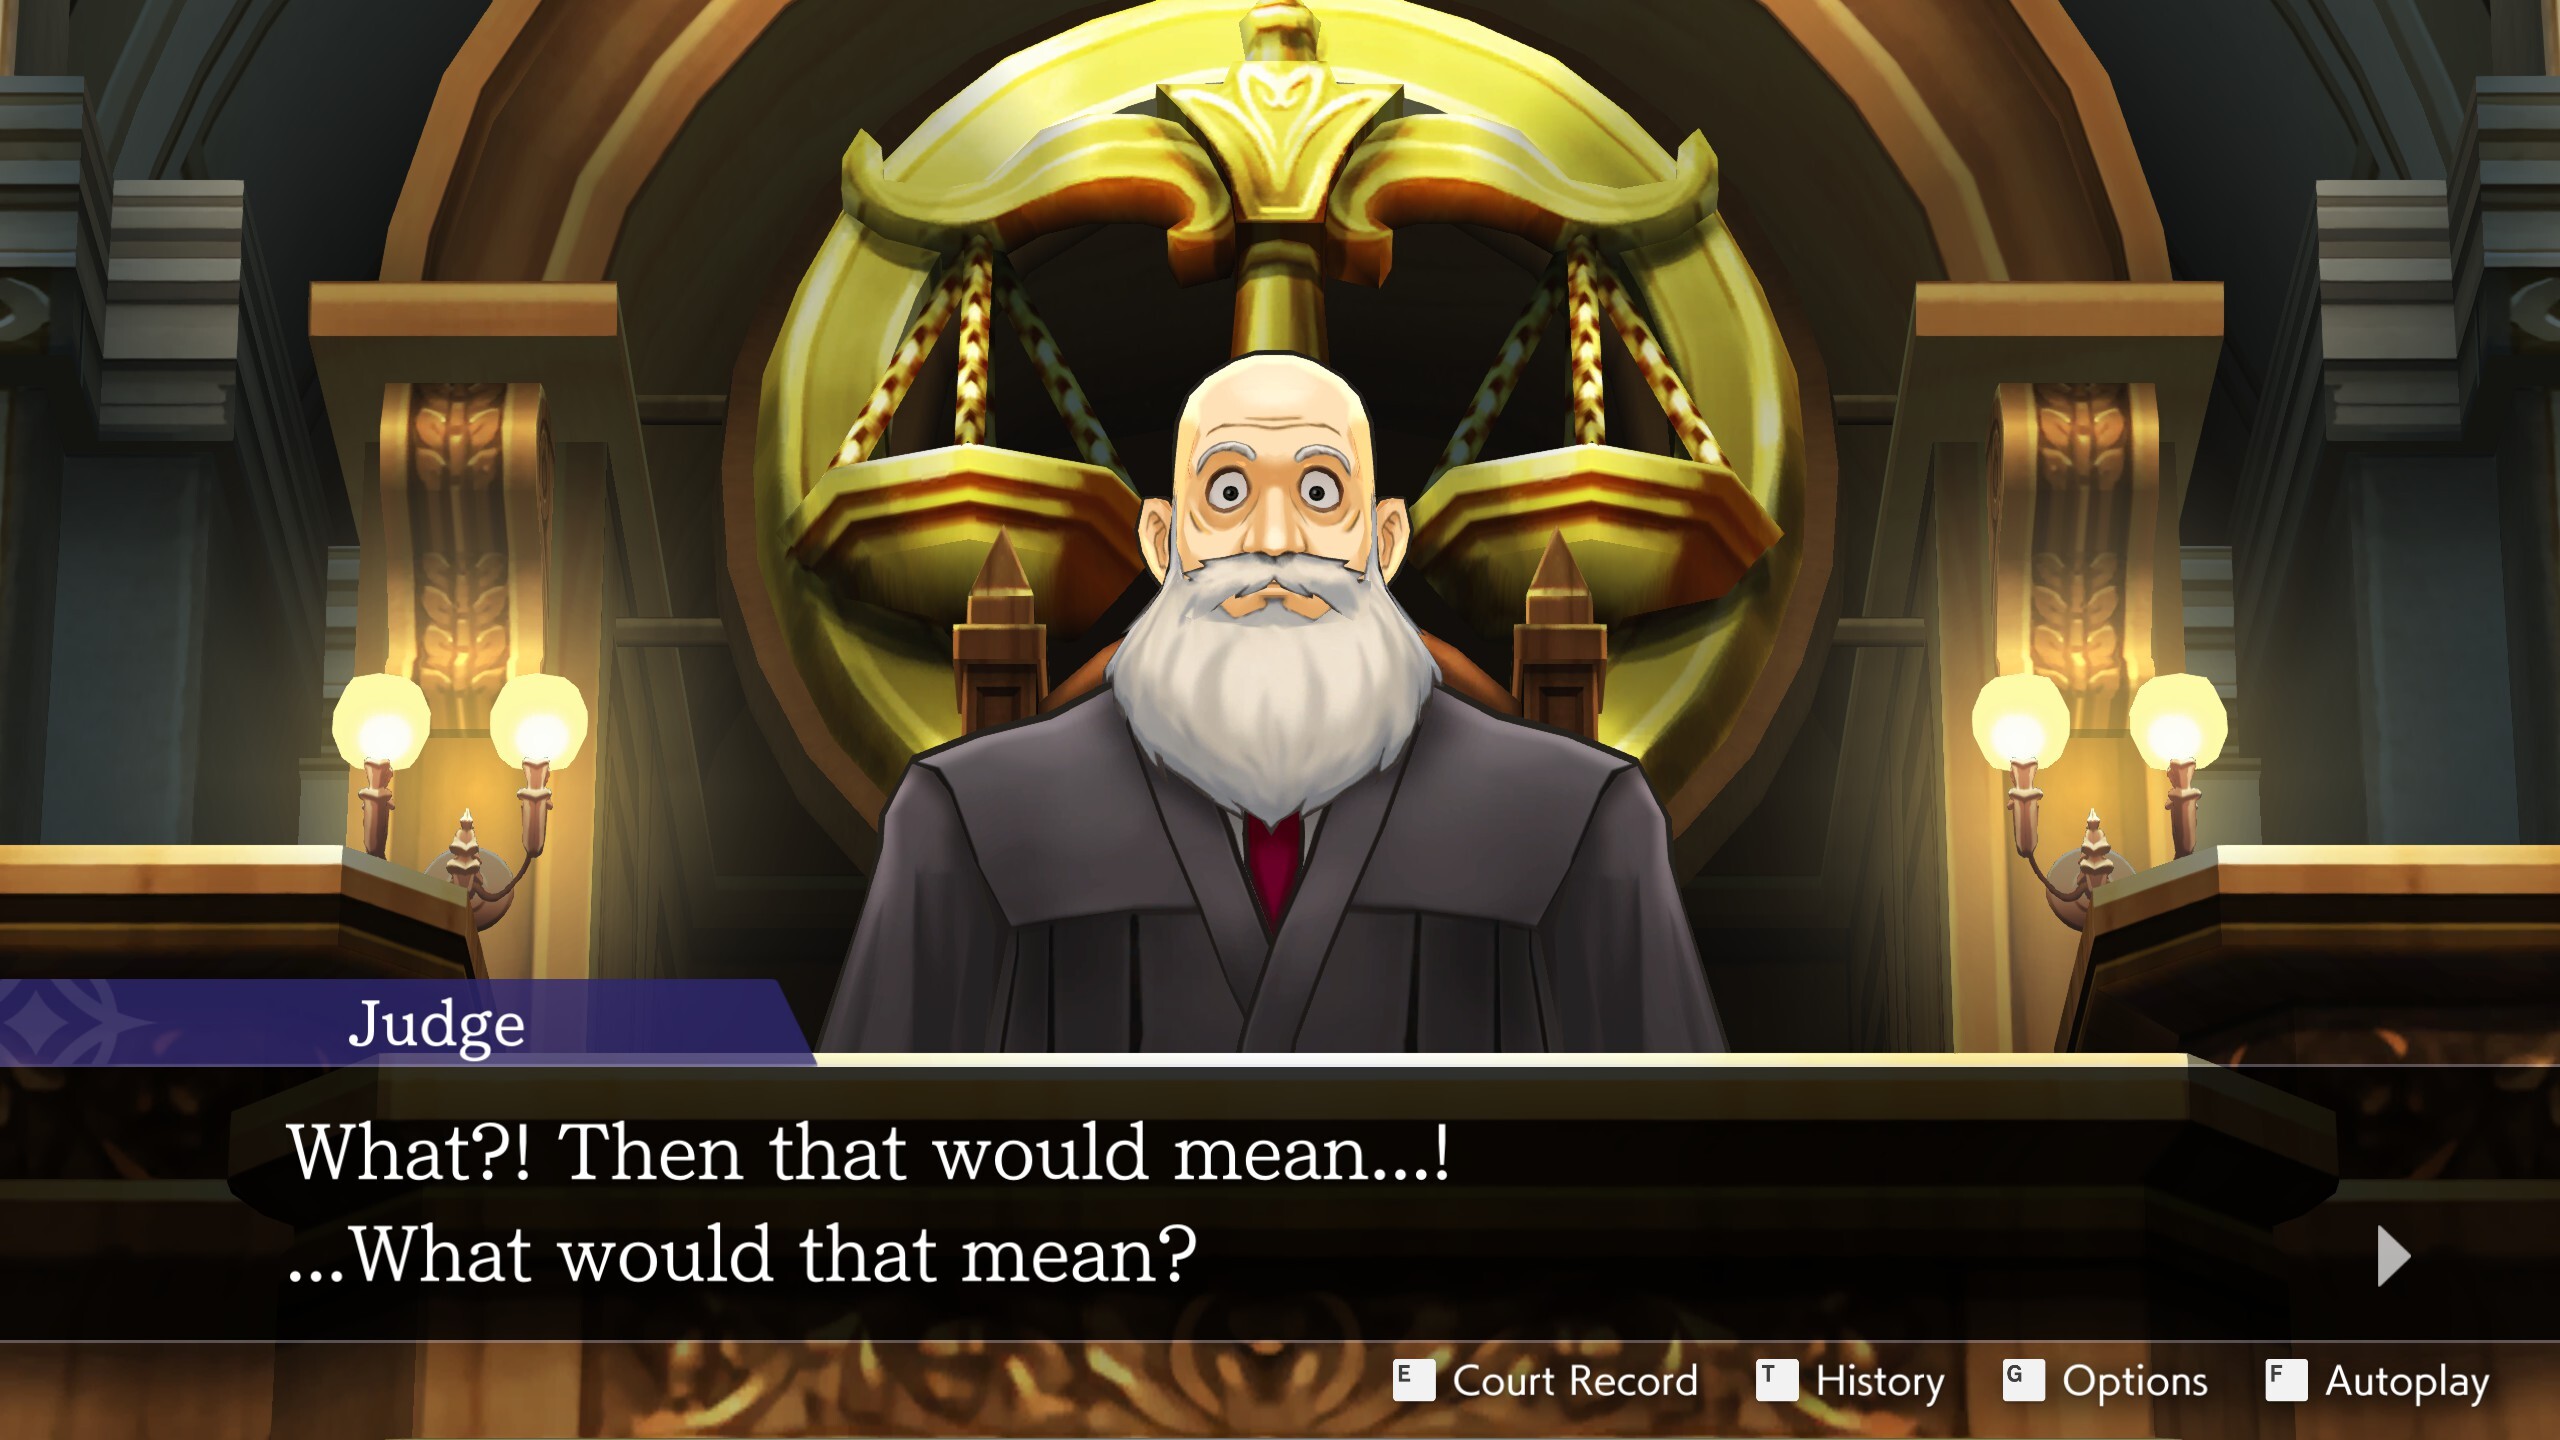 Judge
What?! Then that would mean...!
...What would that mean?
E Court Record T History G Options F Autoplay